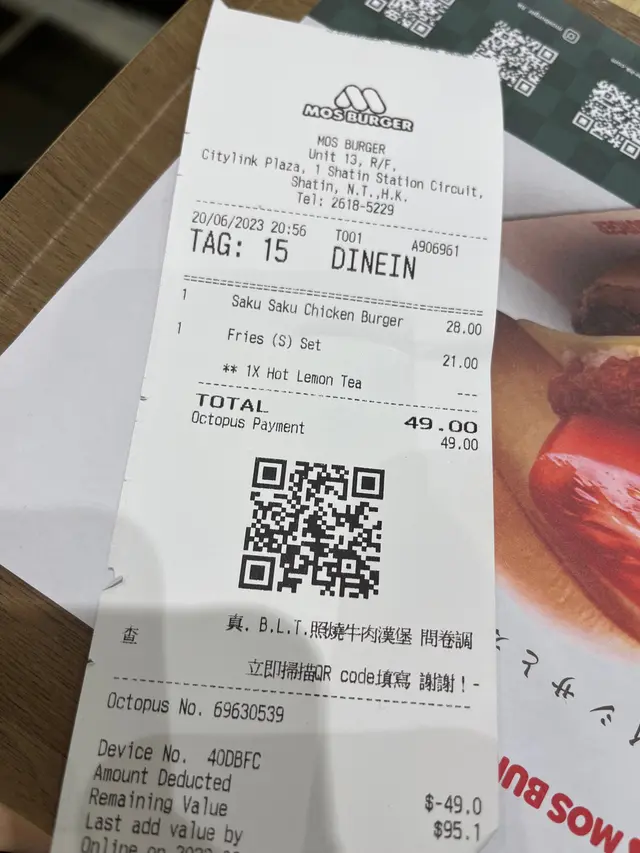 MOS BURGER
MOS BURGER
Unit 13, R/F,
Citylink Plaza, 1 Shatin Station Circuit,
Shatin, N.T.,H.K.
Tel: 2618-5229
20/06/2023 20:56 T001 A906961
TAG: 15 DINEIN
1 Saku Saku Chicken Burger 28.00
1 Fries (S) Set 21.00
** 1X Hot Lemon Tea ---
TOTAL 49.00
Octopus Payment 49.00
真. B.L.T.照燒牛肉漢堡 問卷調
查
立即掃描QR code填寫 謝謝！-
Octopus No. 69630539
Device No. 40DBFC
Amount Deducted $-49.0
Remaining Value $95.1
Last add value by
Online on
MOS BU